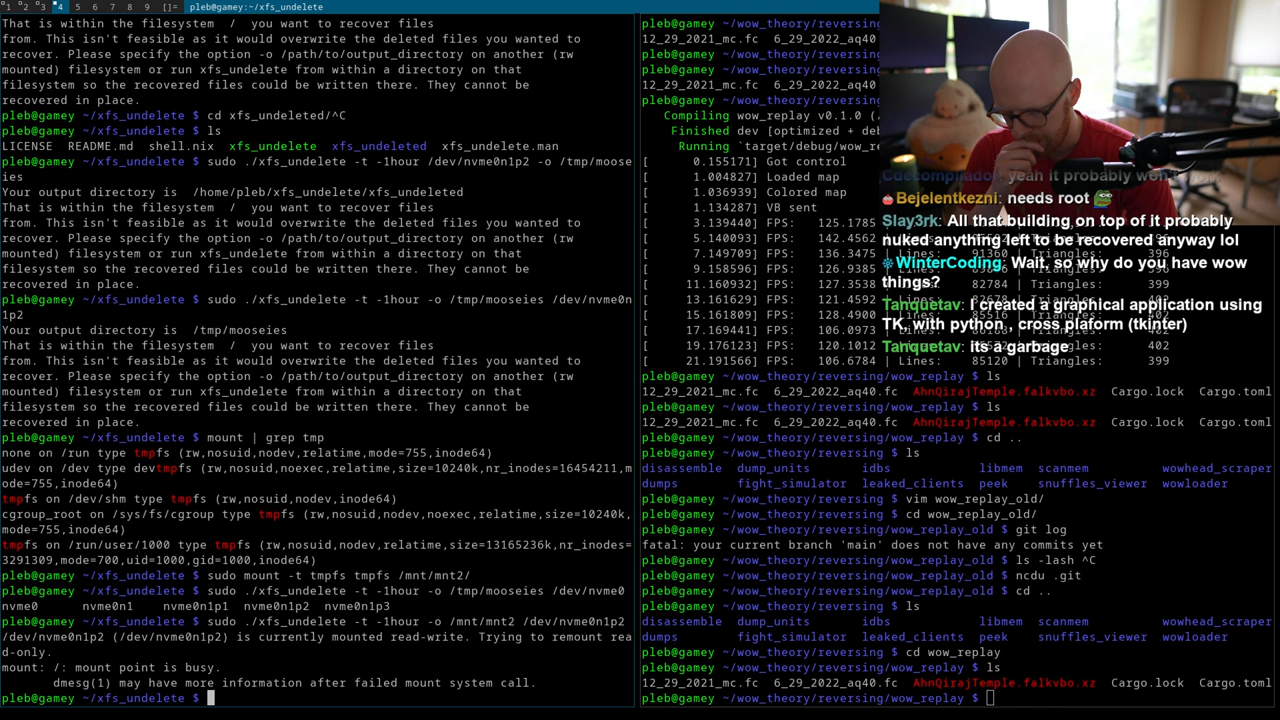 1 2 3 4 5 6 7 8 9 []= pleb@gamey:~/xfs_undelete
That is within the filesystem  /  you want to recover files
from. This isn't feasible as it would overwrite the deleted files you wanted to
recover. Please specify the option -o /path/to/output_directory on another (rw
mounted) filesystem or run xfs_undelete from within a directory on that
filesystem so the recovered files could be written there. They cannot be
recovered in place.
pleb@gamey ~/xfs_undelete $ cd xfs_undeleted/^C
pleb@gamey ~/xfs_undelete $ ls
LICENSE  README.md  shell.nix  xfs_undelete  xfs_undeleted  xfs_undelete.man
pleb@gamey ~/xfs_undelete $ sudo ./xfs_undelete -t -1hour /dev/nvme0n1p2 -o /tmp/moose
ies
Your output directory is  /home/pleb/xfs_undelete/xfs_undeleted
That is within the filesystem  /  you want to recover files
from. This isn't feasible as it would overwrite the deleted files you wanted to
recover. Please specify the option -o /path/to/output_directory on another (rw
mounted) filesystem or run xfs_undelete from within a directory on that
filesystem so the recovered files could be written there. They cannot be
recovered in place.
pleb@gamey ~/xfs_undelete $ sudo ./xfs_undelete -t -1hour -o /tmp/mooseies /dev/nvme0n
1p2
Your output directory is  /tmp/mooseies
That is within the filesystem  /  you want to recover files
from. This isn't feasible as it would overwrite the deleted files you wanted to
recover. Please specify the option -o /path/to/output_directory on another (rw
mounted) filesystem or run xfs_undelete from within a directory on that
filesystem so the recovered files could be written there. They cannot be
recovered in place.
pleb@gamey ~/xfs_undelete $ mount | grep tmp
none on /run type tmpfs (rw,nosuid,nodev,relatime,mode=755,inode64)
udev on /dev type devtmpfs (rw,nosuid,noexec,relatime,size=10240k,nr_inodes=16454211,m
ode=755,inode64)
tmpfs on /dev/shm type tmpfs (rw,nosuid,nodev,inode64)
cgroup_root on /sys/fs/cgroup type tmpfs (rw,nosuid,nodev,noexec,relatime,size=10240k,
mode=755,inode64)
tmpfs on /run/user/1000 type tmpfs (rw,nosuid,nodev,relatime,size=13165236k,nr_inodes=
3291309,mode=700,uid=1000,gid=1000,inode64)
pleb@gamey ~/xfs_undelete $ sudo mount -t tmpfs tmpfs /mnt/mnt2/
pleb@gamey ~/xfs_undelete $ sudo ./xfs_undelete -t -1hour -o /tmp/mooseies /dev/nvme0
nvme0      nvme0n1    nvme0n1p1  nvme0n1p2  nvme0n1p3
pleb@gamey ~/xfs_undelete $ sudo ./xfs_undelete -t -1hour -o /mnt/mnt2 /dev/nvme0n1p2
/dev/nvme0n1p2 (/dev/nvme0n1p2) is currently mounted read-write. Trying to remount rea
d-only.
mount: /: mount point is busy.
       dmesg(1) may have more information after failed mount system call.
pleb@gamey ~/xfs_undelete $
pleb@gamey ~/wow_theory/reversing
12_29_2021_mc.fc  6_29_2022_aq40
pleb@gamey ~/wow_theory/reversing
pleb@gamey ~/wow_theory/reversing
12_29_2021_mc.fc  6_29_2022_aq40
pleb@gamey ~/wow_theory/reversing
Compiling wow_replay v0.1.0 (
Finished dev [optimized + deb
Running `target/debug/wow_re
[    0.155171] Got control
[    1.004827] Loaded map
[    1.036939] Colored map
[    1.134287] VB sent
[    3.139440] FPS:   125.1785
[    5.140093] FPS:   142.4562
[    7.149709] FPS:   136.3475 | Lines: 91360 | Triangles: 396
[    9.158596] FPS:   126.9385
[   11.160932] FPS:   127.3538 | Lines: 82784 | Triangles: 399
[   13.161629] FPS:   121.4592
[   15.161809] FPS:   128.4900 | Lines: 85516 | Triangles: 402
[   17.169441] FPS:   106.0973
[   19.176123] FPS:   120.1012 402
[   21.191566] FPS:   106.6784 | Lines: 85120 | Triangles: 399
pleb@gamey ~/wow_theory/reversing/wow_replay $ ls
12_29_2021_mc.fc  6_29_2022_aq40.fc  AhnQirajTemple.falkvbo.xz  Cargo.lock  Cargo.toml
pleb@gamey ~/wow_theory/reversing/wow_replay $ ls
12_29_2021_mc.fc  6_29_2022_aq40.fc  AhnQirajTemple.falkvbo.xz  Cargo.lock  Cargo.toml
pleb@gamey ~/wow_theory/reversing/wow_replay $ cd ..
pleb@gamey ~/wow_theory/reversing $ ls
disassemble  dump_units  idbs  libmem  scanmem  wowhead_scraper
dumps  fight_simulator  leaked_clients  peek  snuffles_viewer  wowloader
pleb@gamey ~/wow_theory/reversing $ vim wow_replay_old/
pleb@gamey ~/wow_theory/reversing $ cd wow_replay_old/
pleb@gamey ~/wow_theory/reversing/wow_replay_old $ git log
fatal: your current branch 'main' does not have any commits yet
pleb@gamey ~/wow_theory/reversing/wow_replay_old $ ls -lash ^C
pleb@gamey ~/wow_theory/reversing/wow_replay_old $ ncdu .git
pleb@gamey ~/wow_theory/reversing/wow_replay_old $ cd ..
pleb@gamey ~/wow_theory/reversing $ ls
disassemble  dump_units  idbs  libmem  scanmem  wowhead_scraper
dumps  fight_simulator  leaked_clients  peek  snuffles_viewer  wowloader
pleb@gamey ~/wow_theory/reversing $ cd wow_replay
pleb@gamey ~/wow_theory/reversing/wow_replay $ ls
12_29_2021_mc.fc  6_29_2022_aq40.fc  AhnQirajTemple.falkvbo.xz  Cargo.lock  Cargo.toml
pleb@gamey ~/wow_theory/reversing/wow_replay $
Cdecompilador: yeah it probably won't
Bejelentkezni: needs root
Slay3rk: All that building on top of it probably
nuked anything left to be recovered anyway lol
WinterCoding: Wait, so why do you have wow
things?
Tanquetav: I created a graphical application using
TK, with python , cross plaform (tkinter)
Tanquetav: its a garbage